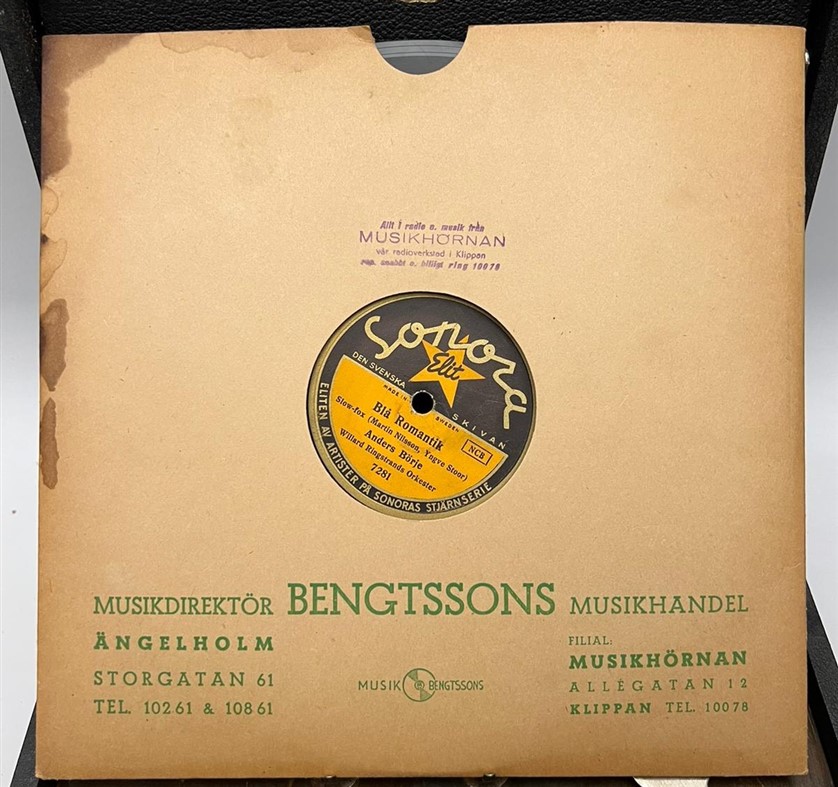 Allt i radio o. musik från
MUSIKHÖRNAN
vår radioverkstad i Klippan
rep. snabbt o. billigt ring 10078
Sonora
Elit
DEN SVENSKA SKIVAN
MADE IN SWEDEN
Blå Romantik
Slow-fox (Martin Nilsson, Yngve Stoor)
NCB
Anders Börje
Willard Ringstrands Orkester
7281
ELITEN AV ARTISTER PÅ SONORAS STJÄRNSERIE
MUSIKDIREKTÖR BENGTSSONS MUSIKHANDEL
ÄNGELHOLM
STORGATAN 61
TEL. 102 61 & 108 61
MUSIK BENGTSSONS
FILIAL:
MUSIKHÖRNAN
ALLÉGATAN 12
KLIPPAN TEL. 10078